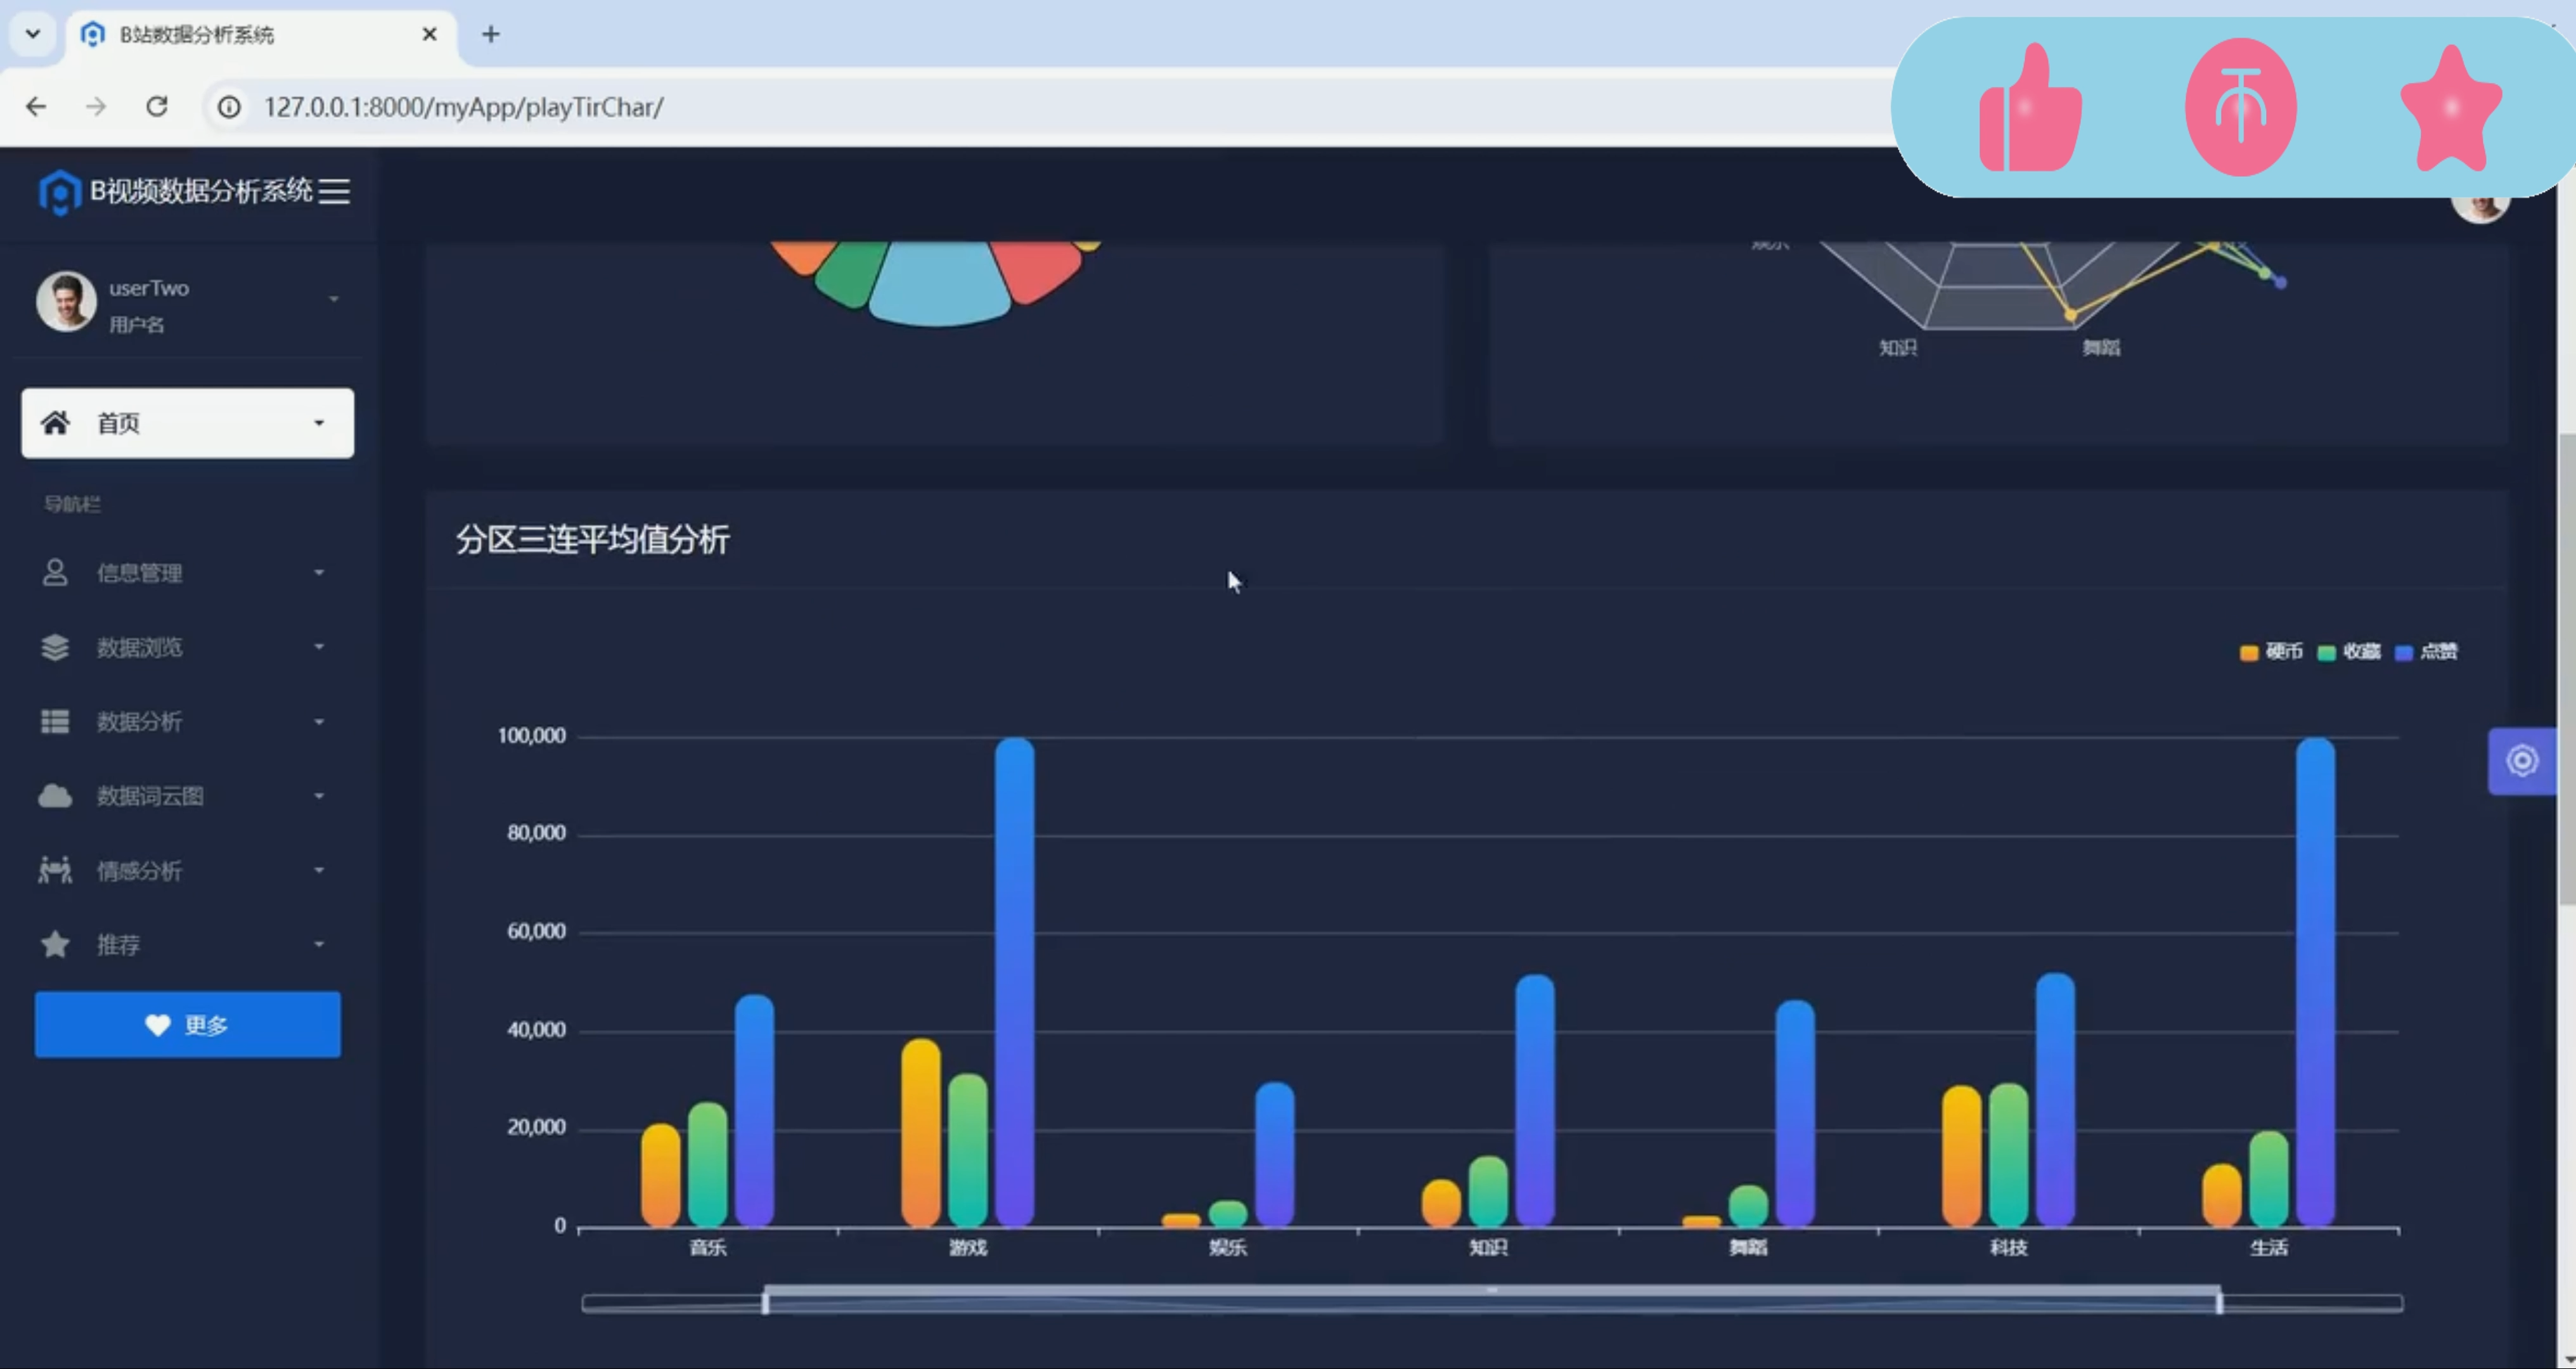 B站数据分析系统
127.0.0.1:8000/myApp/playTirChar/
B视频数据分析系统
userTwo
用户名
首页
导航栏
信息管理
数据浏览
数据分析
数据词云图
情感分析
推荐
更多
娱乐
知识
舞蹈
分区三连平均值分析
硬币 收藏 点赞
100,000
80,000
60,000
40,000
20,000
0
音乐 游戏 娱乐 知识 舞蹈 科技 生活